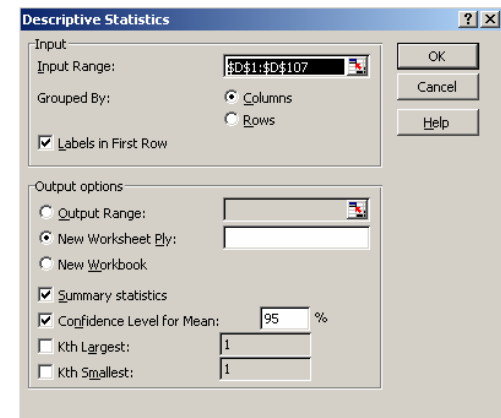 Descriptive Statistics ? X
Input
Input Range: $D$1:$D$107
OK
Cancel
Grouped By: Columns
Rows
Help
Labels in First Row
Output options
Output Range:
New Worksheet Ply:
New Workbook
Summary statistics
Confidence Level for Mean: 95 %
Kth Largest: 1
Kth Smallest: 1